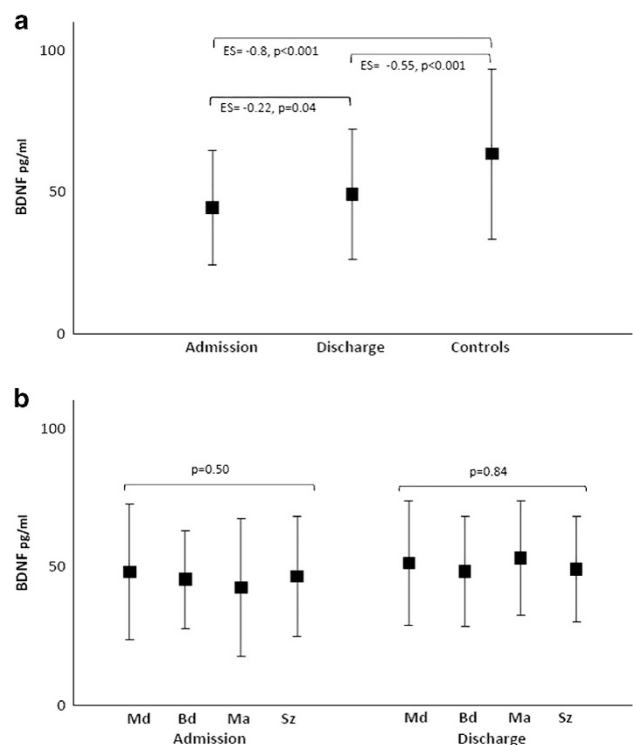 a
100
ES= -0.8, p<0.001
ES= -0.55, p<0.001
ES= -0.22, p=0.04
BDNF pg/ml
50
0
Admission Discharge Controls
b
100
p=0.50 p=0.84
BDNF pg/ml
50
0
Md Bd Ma Sz Md Bd Ma Sz
Admission Discharge